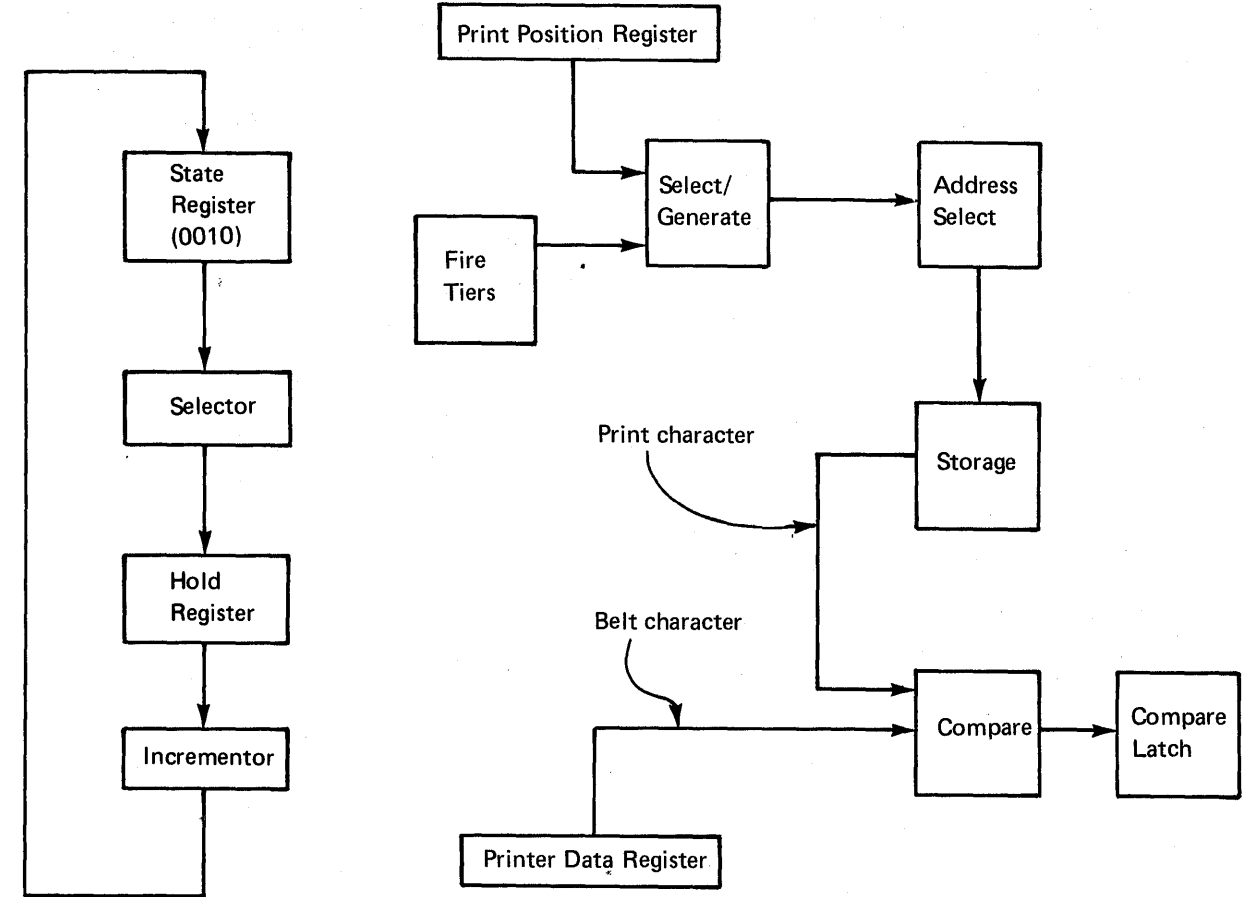 Print Position Register
State
Register
(0010)
Select/
Generate
Address
Select
Fire
Tiers
Selector
Print character
Storage
Hold
Register
Belt character
Incrementor
Compare
Compare
Latch
Printer Data Register